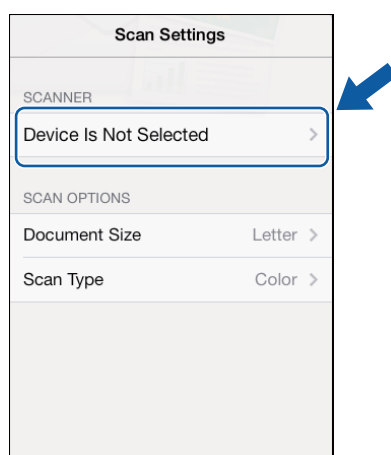 Scan Settings
SCANNER
Device Is Not Selected
SCAN OPTIONS
Document Size Letter
Scan Type Color